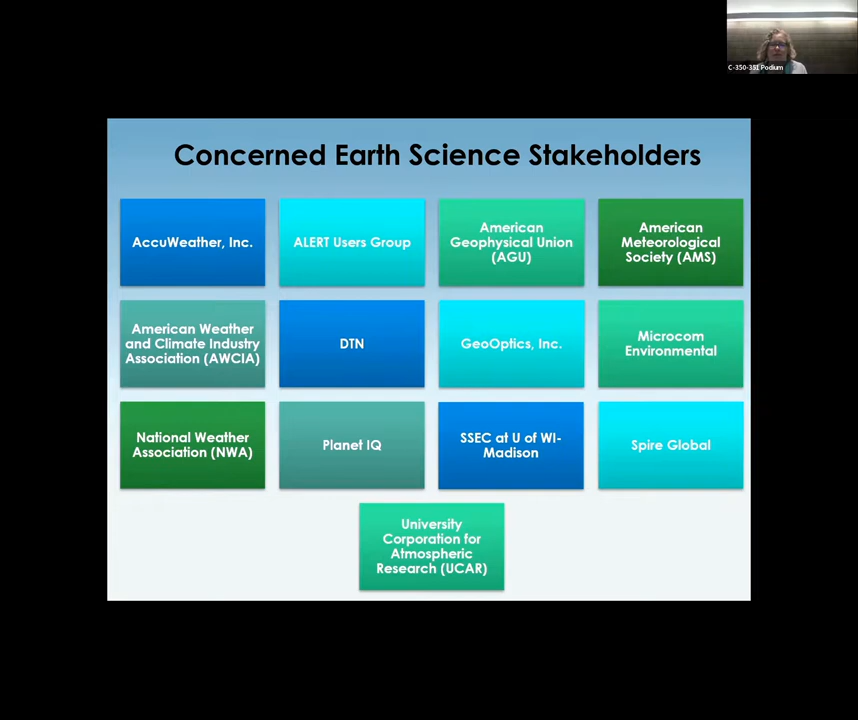 C-350-351 Podium
Concerned Earth Science Stakeholders
AccuWeather, Inc.
ALERT Users Group
American
Geophysical Union
(AGU)
American
Meteorological
Society (AMS)
American Weather
and Climate Industry
Association (AWCIA)
DTN
GeoOptics, Inc.
Microcom
Environmental
National Weather
Association (NWA)
Planet IQ
SSEC at U of WI-
Madison
Spire Global
University
Corporation for
Atmospheric
Research (UCAR)